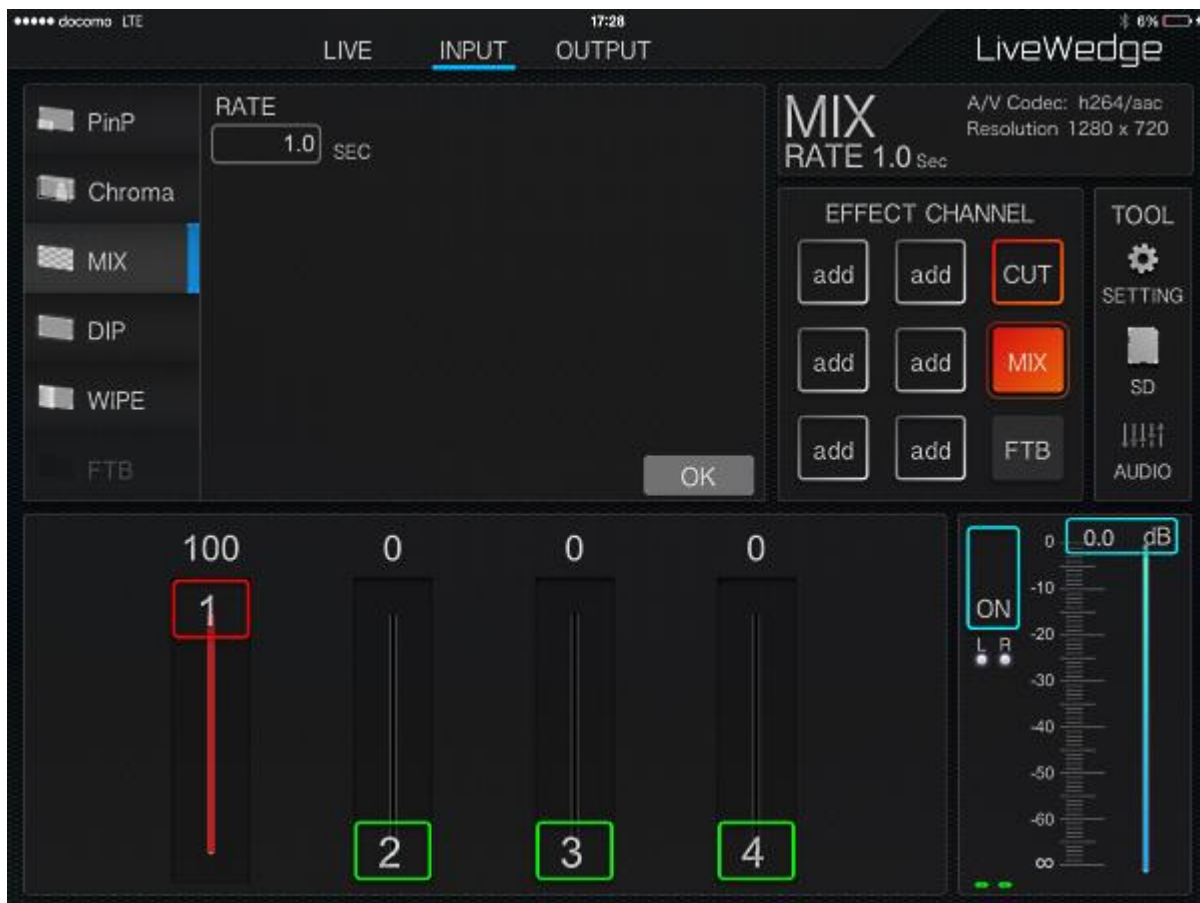 docomo LTE 17:28 6%
LIVE INPUT OUTPUT LiveWedge
PinP
Chroma
MIX
DIP
WIPE
FTB
RATE
1.0 SEC
OK
MIX
RATE 1.0 Sec
A/V Codec: h264/aac
Resolution 1280 x 720
EFFECT CHANNEL
add add CUT
add add MIX
add add FTB
TOOL
SETTING
SD
AUDIO
100 0 0 0
1
2 3 4
ON
L R
0.0 dB
0
-10
-20
-30
-40
-50
-60
∞